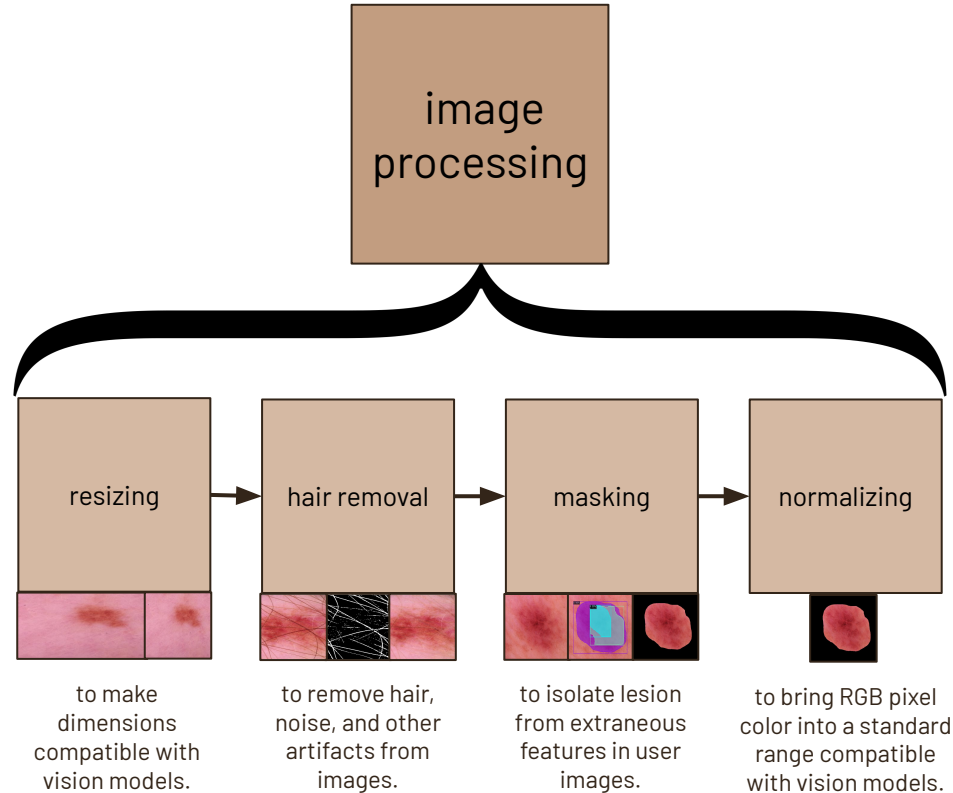 image
processing
resizing
hair removal
masking
normalizing
to make
dimensions
compatible with
vision models.
to remove hair,
noise, and other
artifacts from
images.
to isolate lesion
from extraneous
features in user
images.
to bring RGB pixel
color into a standard
range compatible
with vision models.